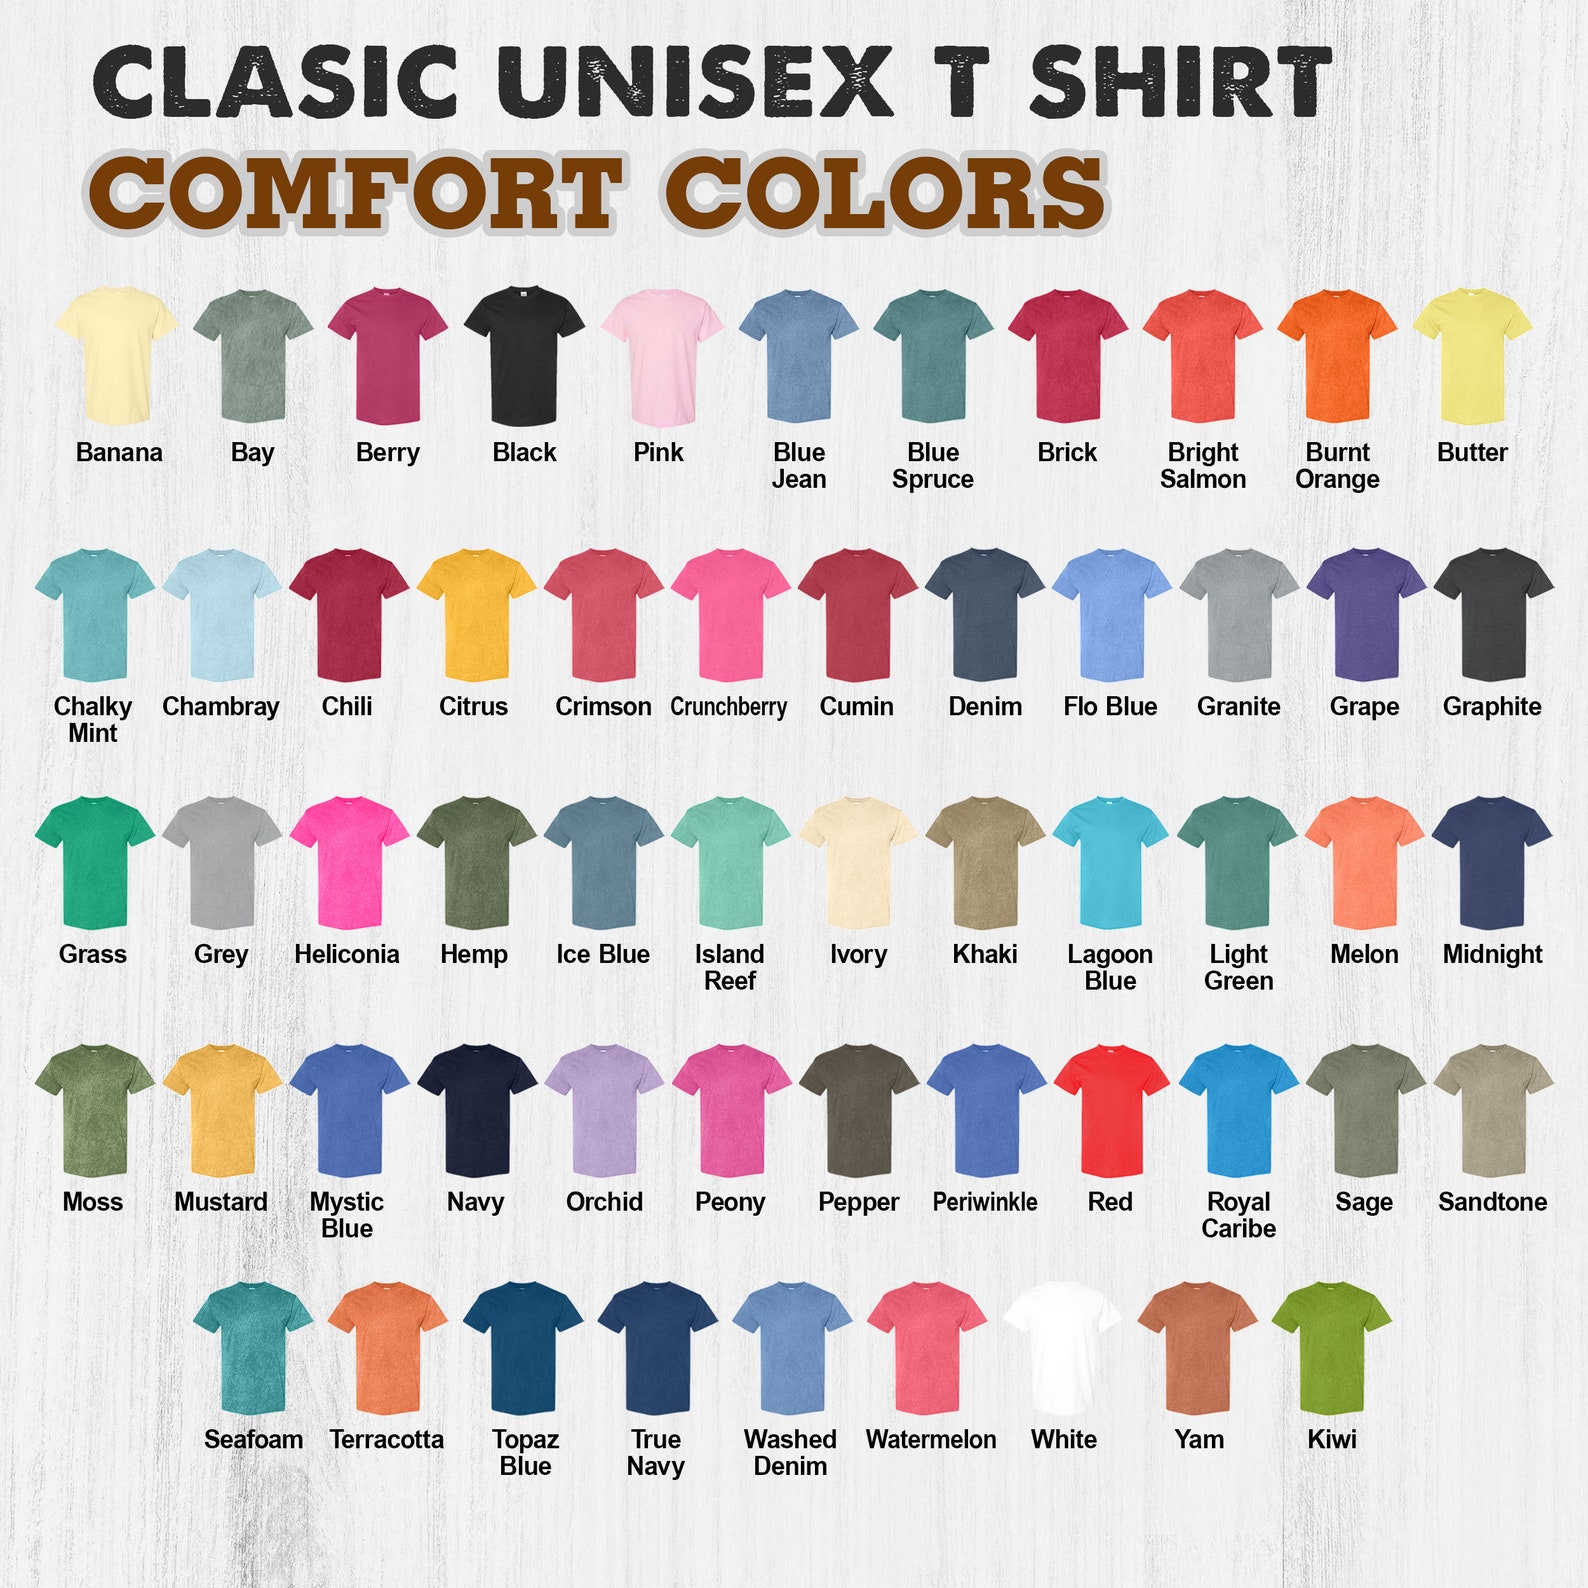 CLASIC UNISEX T SHIRT
COMFORT COLORS
Banana
Bay
Berry
Black
Pink
Blue
Jean
Blue
Spruce
Brick
Bright
Salmon
Burnt
Orange
Butter
Chalky
Mint
Chambray
Chili
Citrus
Crimson
Crunchberry
Cumin
Denim
Flo Blue
Granite
Grape
Graphite
Grass
Grey
Heliconia
Hemp
Ice Blue
Island
Reef
Ivory
Khaki
Lagoon
Blue
Light
Green
Melon
Midnight
Moss
Mustard
Mystic
Blue
Navy
Orchid
Peony
Pepper
Periwinkle
Red
Royal
Caribe
Sage
Sandtone
Seafoam
Terracotta
Topaz
Blue
True
Navy
Washed
Denim
Watermelon
White
Yam
Kiwi